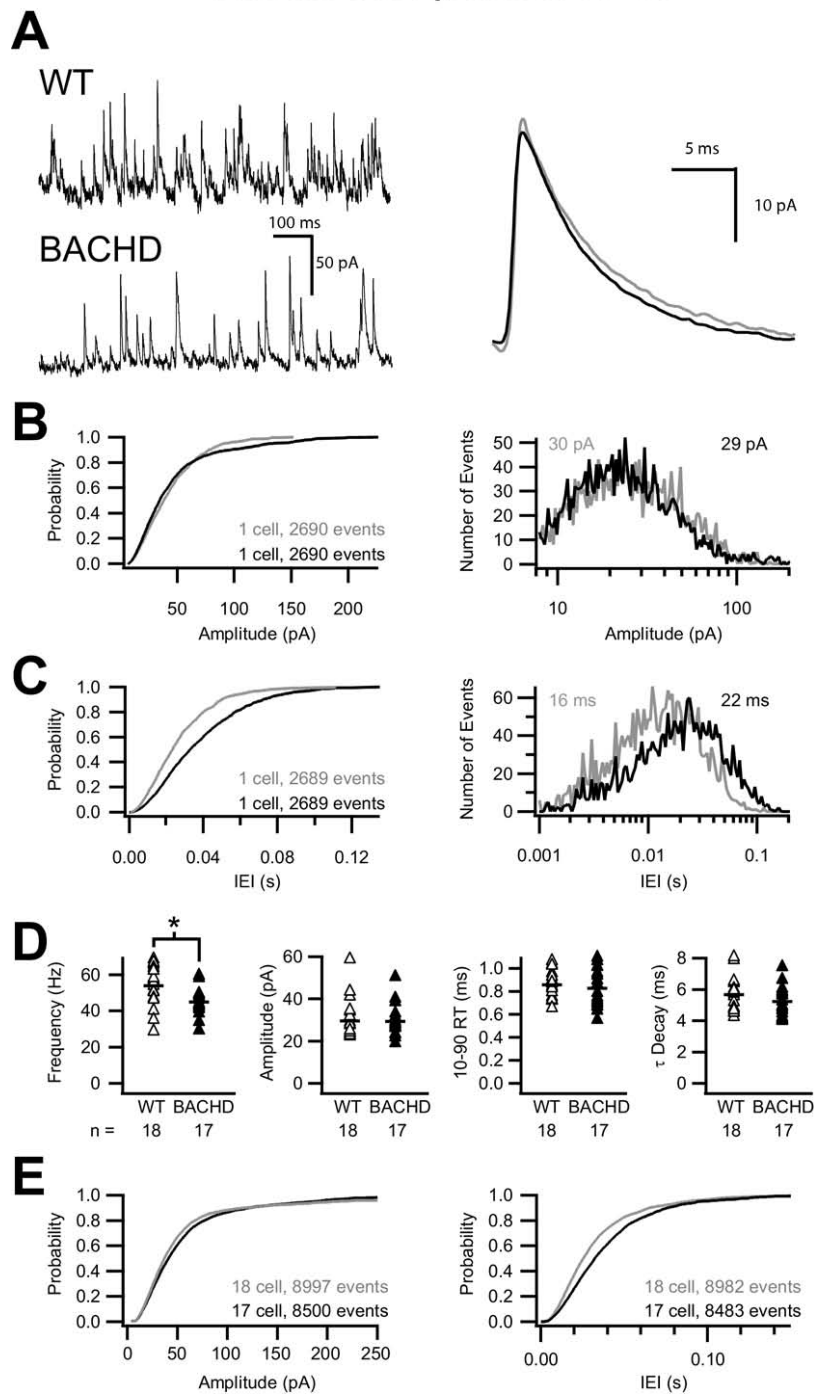 A
WT
BACHD
100 ms
50 pA
5 ms
10 pA
B
Probability
1.0
0.8
0.6
0.4
0.2
0.0
1 cell, 2690 events
1 cell, 2690 events
50
100
150
200
Amplitude (pA)
Number of Events
50
40
30
20
10
0
30 pA
29 pA
10
100
Amplitude (pA)
C
Probability
1.0
0.8
0.6
0.4
0.2
0.0
1 cell, 2689 events
1 cell, 2689 events
0.00
0.04
0.08
0.12
IEI (s)
Number of Events
60
40
20
0
16 ms
22 ms
0.001
0.01
0.1
IEI (s)
D
Frequency (Hz)
60
40
20
0
*
WT BACHD
n = 18 17
Amplitude (pA)
60
40
20
0
WT BACHD
18 17
10-90 RT (ms)
1.0
0.8
0.6
0.4
0.2
0.0
WT BACHD
18 17
τ Decay (ms)
8
6
4
2
0
WT BACHD
18 17
E
Probability
1.0
0.8
0.6
0.4
0.2
0.0
18 cell, 8997 events
17 cell, 8500 events
0
50
100
150
200
250
Amplitude (pA)
Probability
1.0
0.8
0.6
0.4
0.2
0.0
18 cell, 8982 events
17 cell, 8483 events
0.00
0.10
IEI (s)